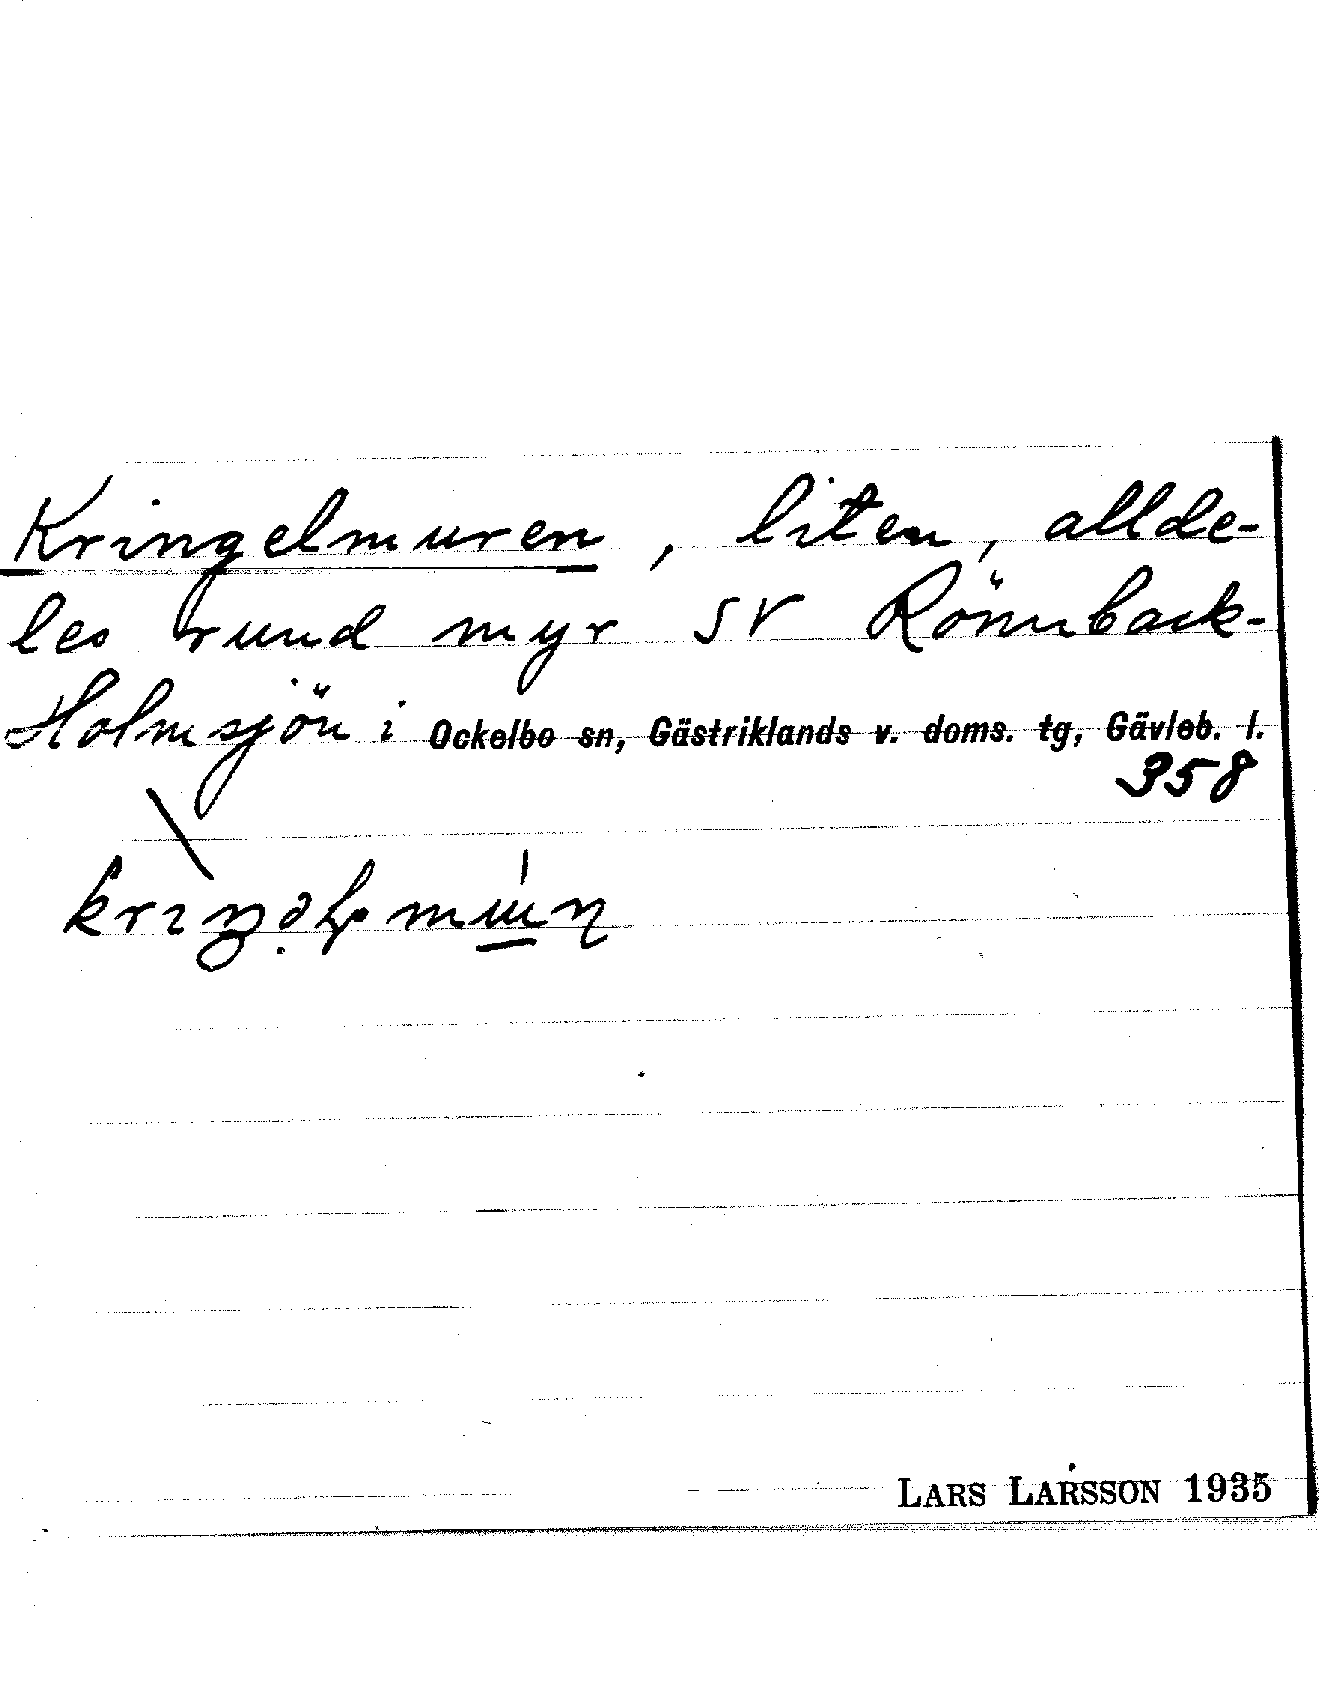 Kringelmuren, liten, allde-
les rund myr SV Rönnback-
Holmsjön i Ockelbo sn, Gästriklands v. doms. tg, Gävleb. l.
358
LARS LARSSON 1935